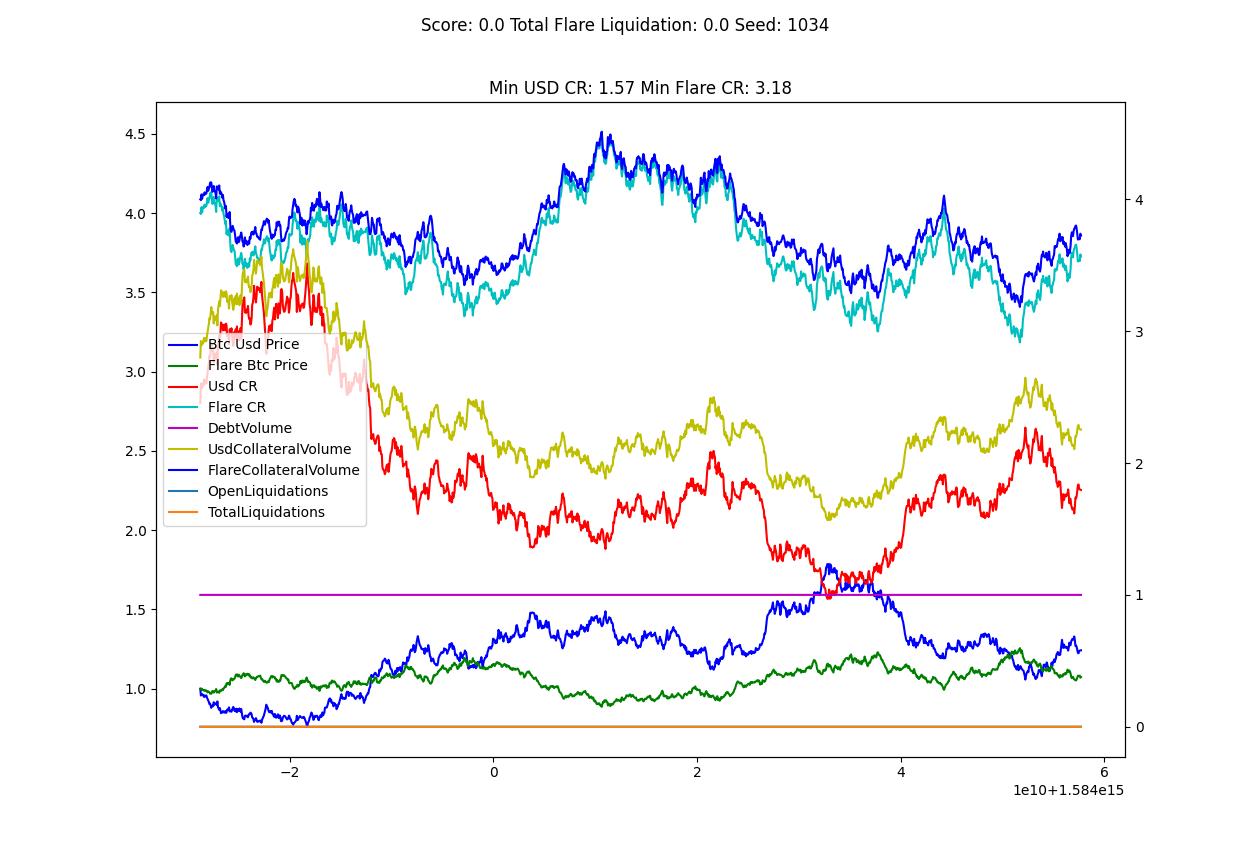 Score: 0.0 Total Flare Liquidation: 0.0 Seed: 1034
Min USD CR: 1.57 Min Flare CR: 3.18
4.5
4.0
3.5
3.0
2.5
2.0
1.5
1.0
Btc Usd Price
Flare Btc Price
Usd CR
Flare CR
DebtVolume
UsdCollateralVolume
FlareCollateralVolume
OpenLiquidations
TotalLiquidations
4
3
2
1
0
−2
0
2
4
6
1e10+1.584e15